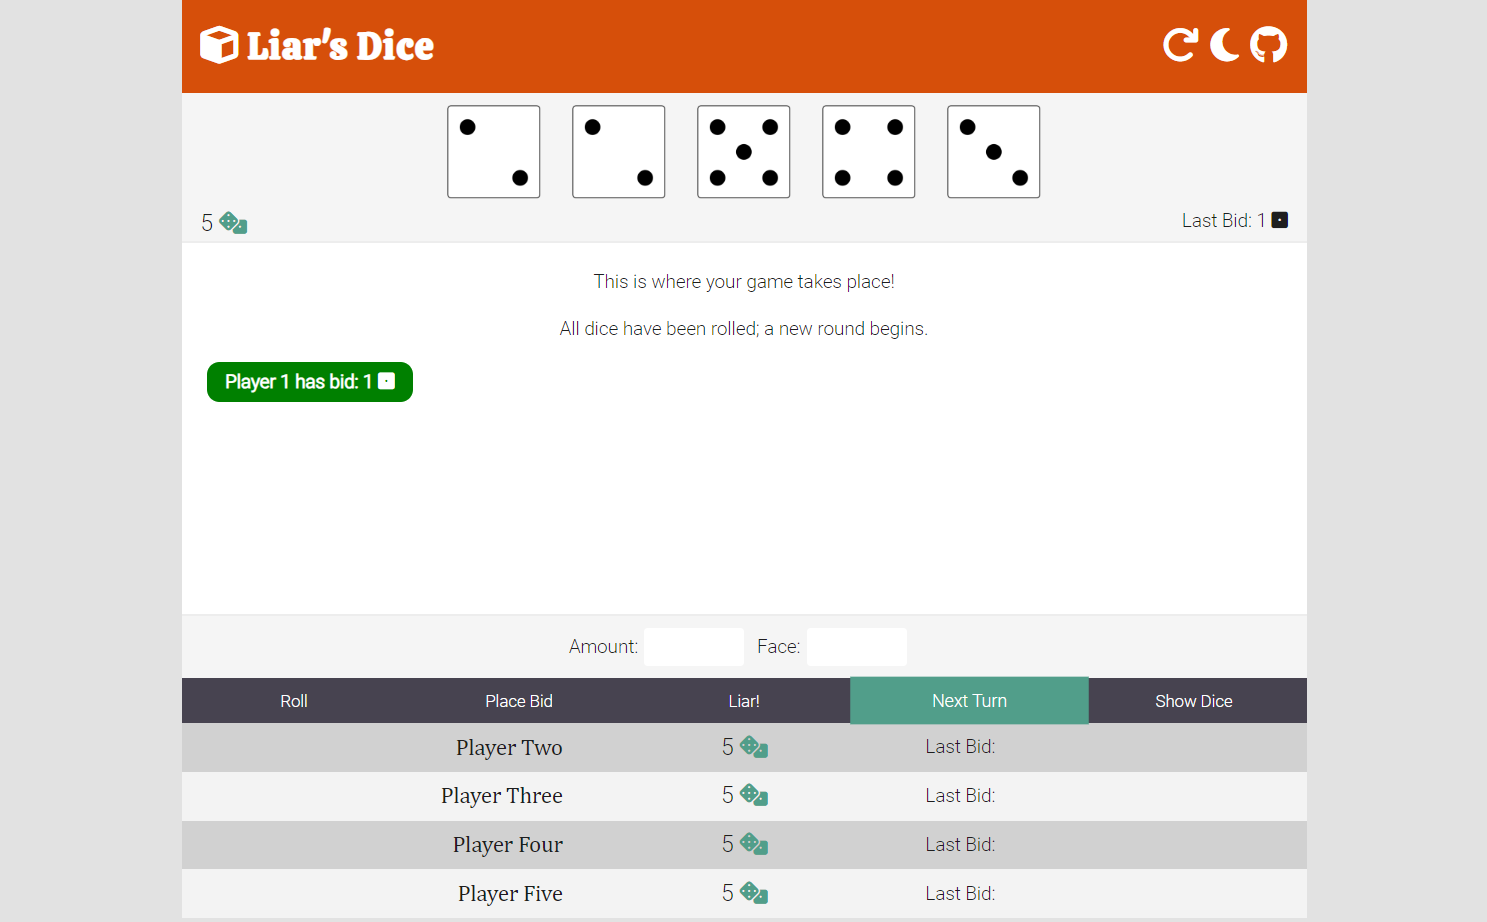 Liar's Dice
5
Last Bid: 1
This is where your game takes place!
All dice have been rolled; a new round begins.
Player 1 has bid: 1
Amount: Face:
Roll Place Bid Liar! Next Turn Show Dice
Player Two 5 Last Bid:
Player Three 5 Last Bid:
Player Four 5 Last Bid:
Player Five 5 Last Bid: